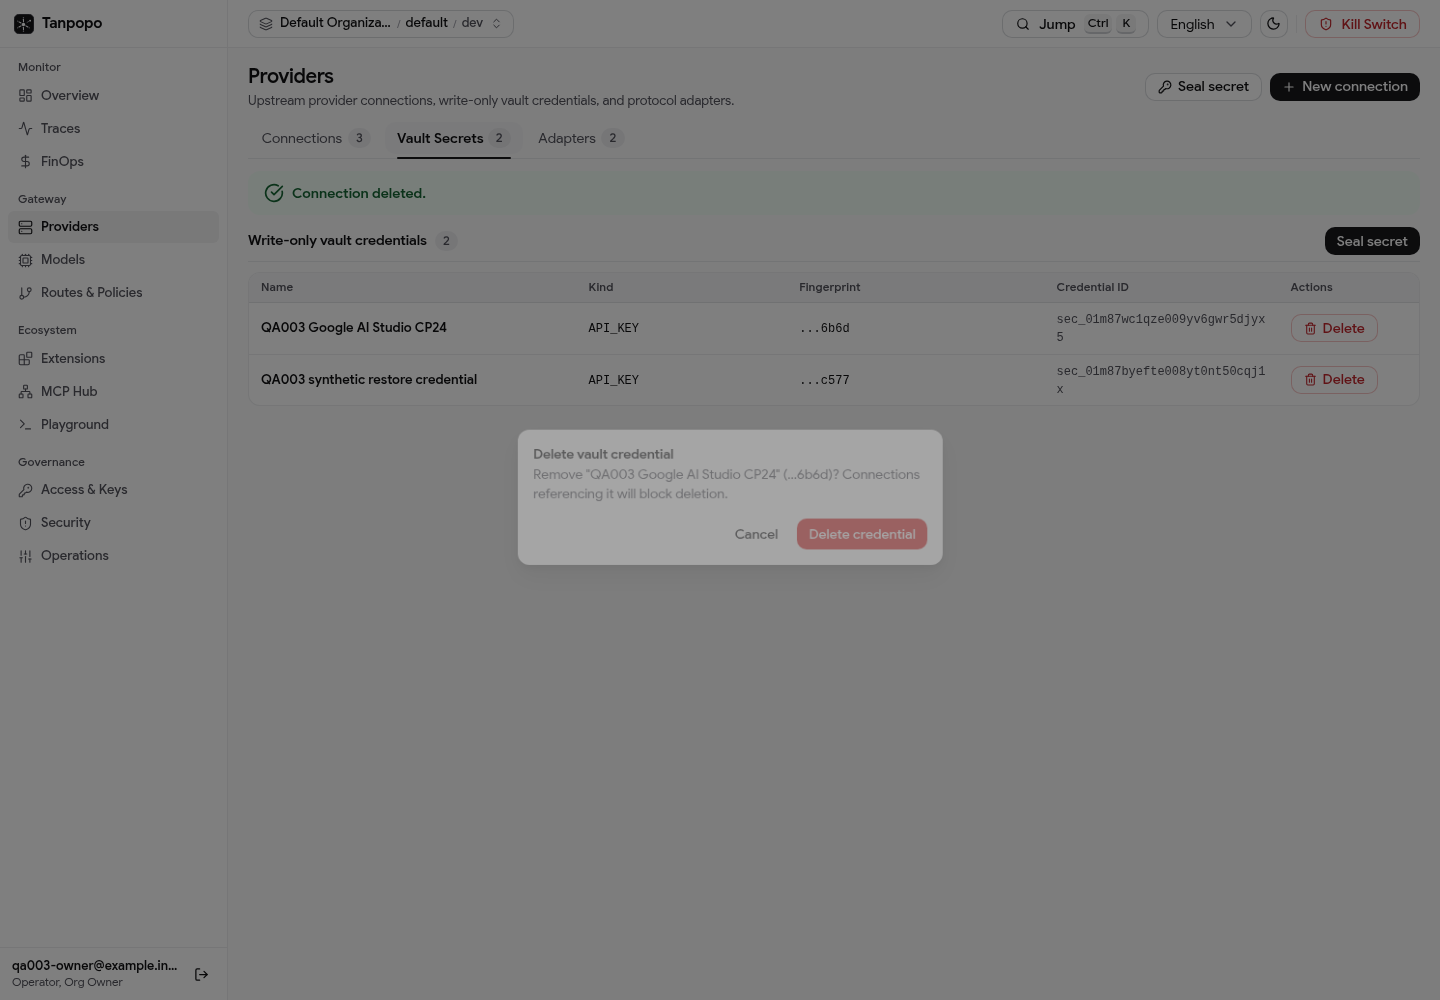 Tanpopo
Default Organiza... / default / dev
Jump Ctrl K
English
Kill Switch
Monitor
Overview
Traces
FinOps
Gateway
Providers
Models
Routes & Policies
Ecosystem
Extensions
MCP Hub
Playground
Governance
Access & Keys
Security
Operations
qa003-owner@example.in...
Operator, Org Owner
Providers
Upstream provider connections, write-only vault credentials, and protocol adapters.
Seal secret
New connection
Connections 3
Vault Secrets 2
Adapters 2
Connection deleted.
Write-only vault credentials 2
Seal secret
Name Kind Fingerprint Credential ID Actions
QA003 Google AI Studio CP24 API_KEY ...6b6d sec_01m87wc1qze009yv6gwr5djyx
5
Delete
QA003 synthetic restore credential API_KEY ...c577 sec_01m87byefte008yt0nt50cqj1
x
Delete
Delete vault credential
Remove "QA003 Google AI Studio CP24" (...6b6d)? Connections
referencing it will block deletion.
Cancel
Delete credential